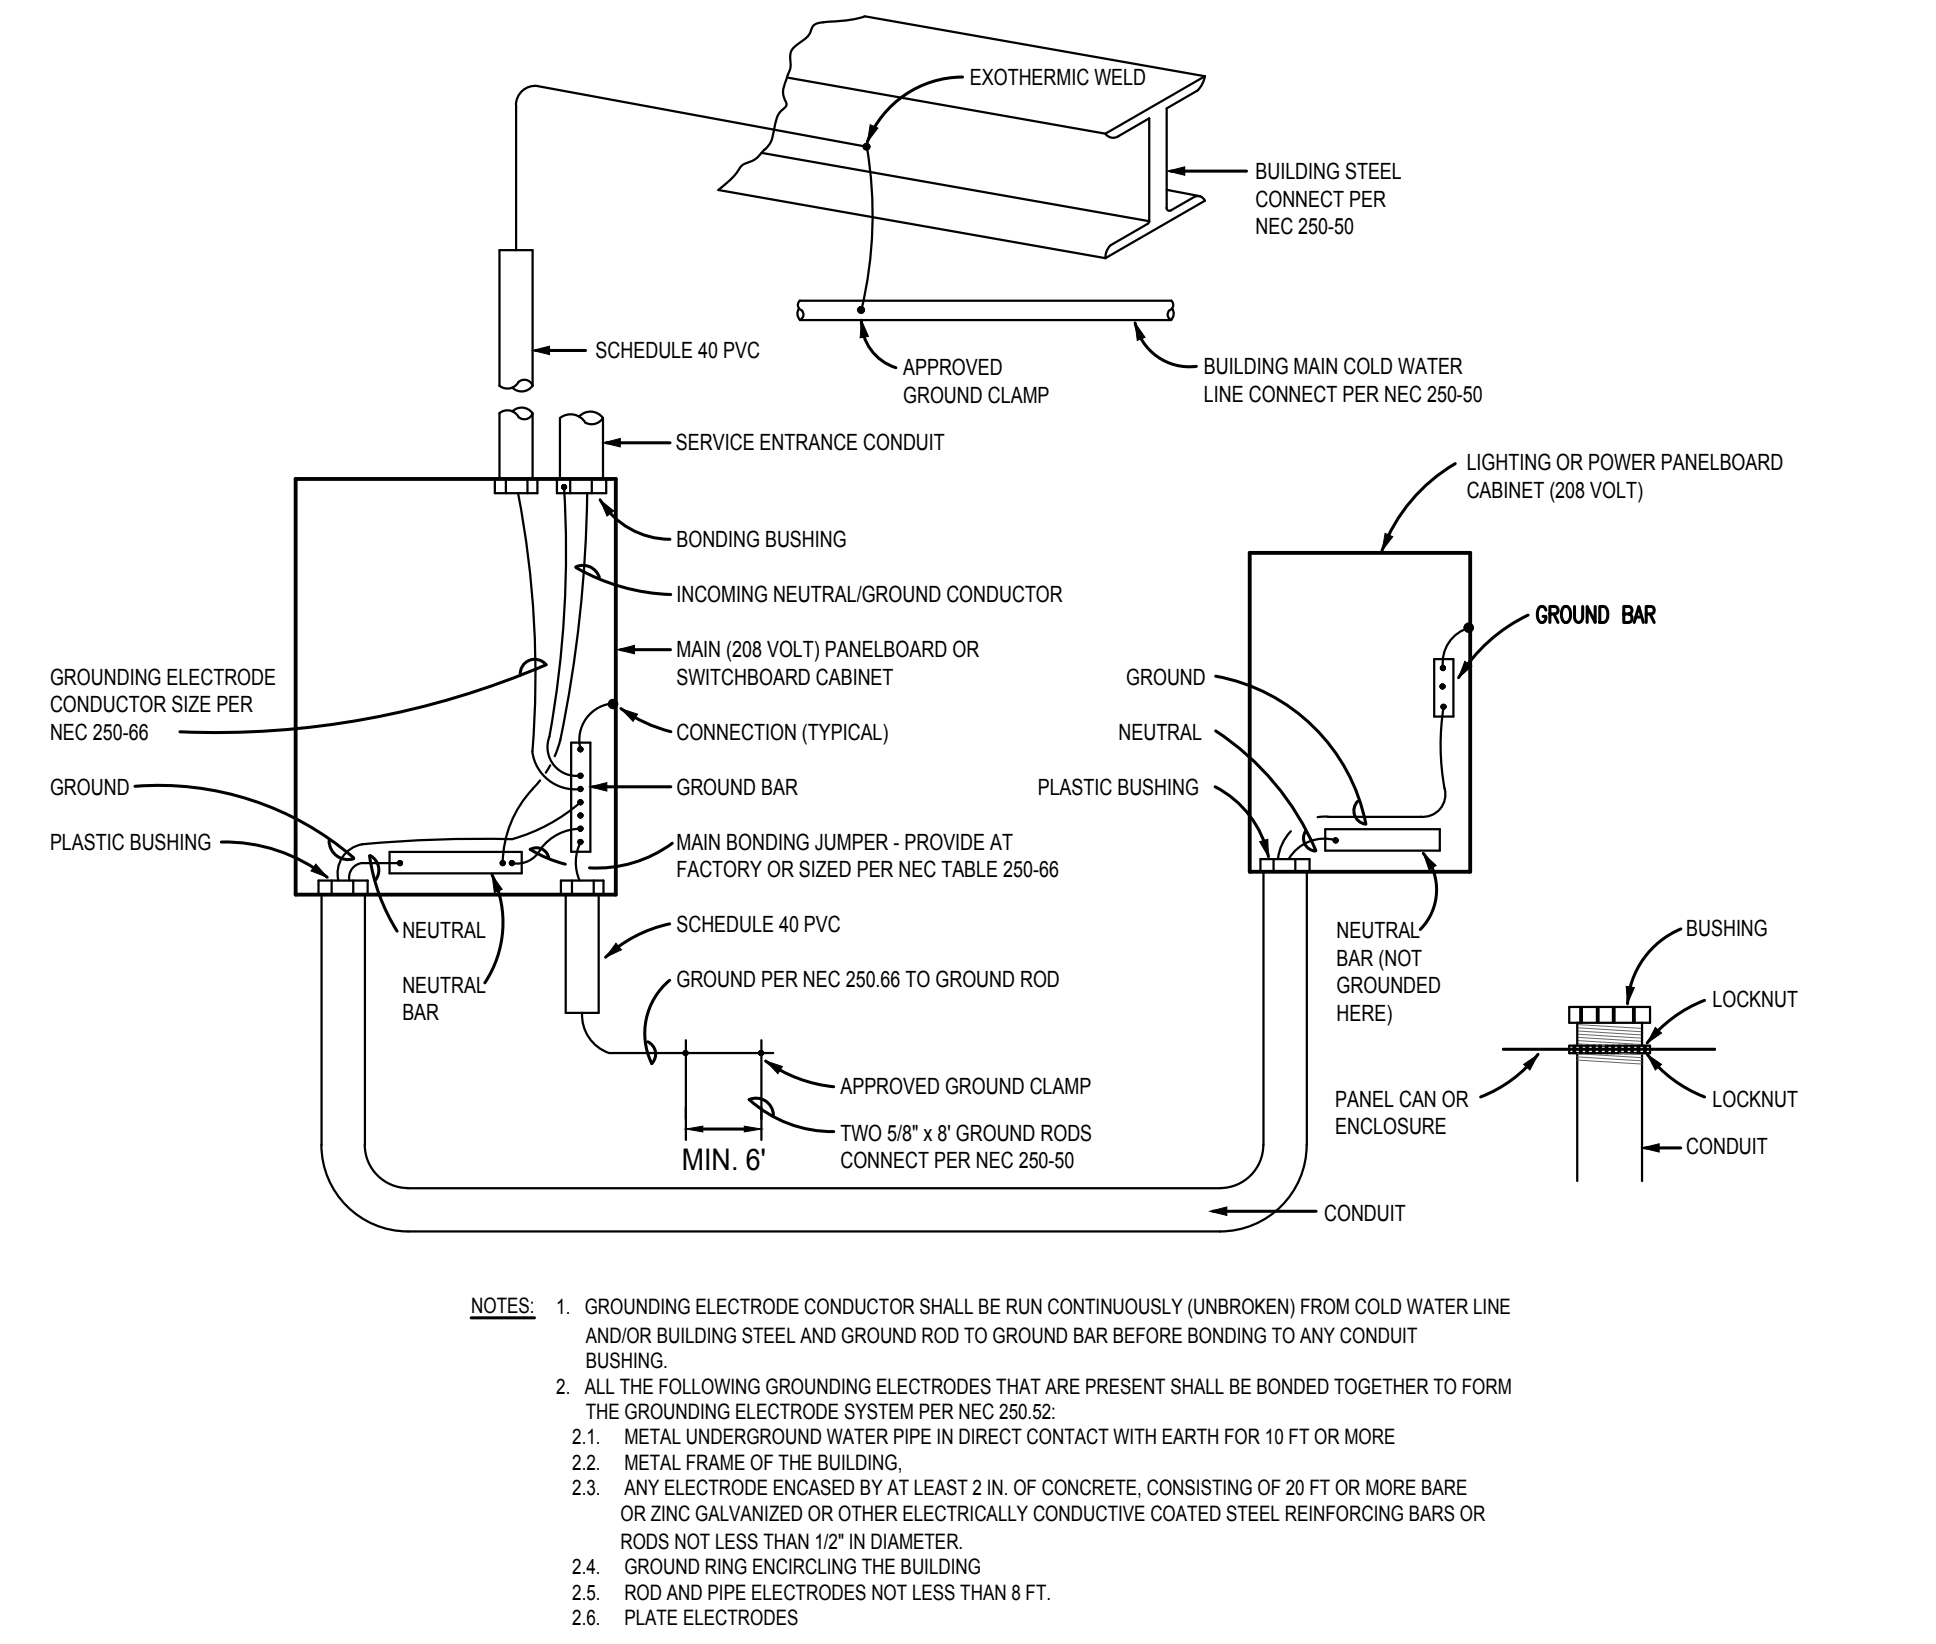 EXOTHERMIC WELD
BUILDING STEEL
CONNECT PER
NEC 250-50
SCHEDULE 40 PVC
APPROVED
GROUND CLAMP
BUILDING MAIN COLD WATER
LINE CONNECT PER NEC 250-50
SERVICE ENTRANCE CONDUIT
LIGHTING OR POWER PANELBOARD
CABINET (208 VOLT)
BONDING BUSHING
INCOMING NEUTRAL/GROUND CONDUCTOR
GROUND BAR
MAIN (208 VOLT) PANELBOARD OR
SWITCHBOARD CABINET
GROUNDING ELECTRODE
CONDUCTOR SIZE PER
NEC 250-66
GROUND
CONNECTION (TYPICAL)
NEUTRAL
GROUND
GROUND BAR
PLASTIC BUSHING
PLASTIC BUSHING
MAIN BONDING JUMPER - PROVIDE AT
FACTORY OR SIZED PER NEC TABLE 250-66
NEUTRAL
SCHEDULE 40 PVC
NEUTRAL
BAR (NOT
GROUNDED
HERE)
BUSHING
NEUTRAL
BAR
GROUND PER NEC 250.66 TO GROUND ROD
LOCKNUT
APPROVED GROUND CLAMP
PANEL CAN OR
ENCLOSURE
LOCKNUT
TWO 5/8" x 8' GROUND RODS
CONNECT PER NEC 250-50
MIN. 6'
CONDUIT
CONDUIT
NOTES: 1. GROUNDING ELECTRODE CONDUCTOR SHALL BE RUN CONTINUOUSLY (UNBROKEN) FROM COLD WATER LINE
AND/OR BUILDING STEEL AND GROUND ROD TO GROUND BAR BEFORE BONDING TO ANY CONDUIT
BUSHING.
2. ALL THE FOLLOWING GROUNDING ELECTRODES THAT ARE PRESENT SHALL BE BONDED TOGETHER TO FORM
THE GROUNDING ELECTRODE SYSTEM PER NEC 250.52:
2.1. METAL UNDERGROUND WATER PIPE IN DIRECT CONTACT WITH EARTH FOR 10 FT OR MORE
2.2. METAL FRAME OF THE BUILDING,
2.3. ANY ELECTRODE ENCASED BY AT LEAST 2 IN. OF CONCRETE, CONSISTING OF 20 FT OR MORE BARE
OR ZINC GALVANIZED OR OTHER ELECTRICALLY CONDUCTIVE COATED STEEL REINFORCING BARS OR
RODS NOT LESS THAN 1/2" IN DIAMETER.
2.4. GROUND RING ENCIRCLING THE BUILDING
2.5. ROD AND PIPE ELECTRODES NOT LESS THAN 8 FT.
2.6. PLATE ELECTRODES